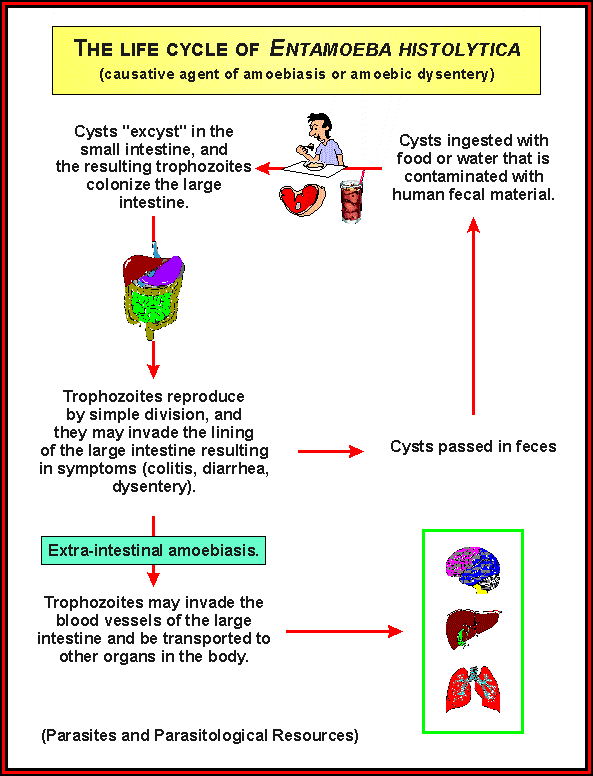 THE LIFE CYCLE OF ENTAMOEBA HISTOLYTICA
(causative agent of amoebiasis or amoebic dysentery)
Cysts "excyst" in the
small intestine, and
the resulting trophozoites
colonize the large
intestine.
Cysts ingested with
food or water that is
contaminated with
human fecal material.
Trophozoites reproduce
by simple division, and
they may invade the lining
of the large intestine resulting
in symptoms (colitis, diarrhea,
dysentery).
Cysts passed in feces
Extra-intestinal amoebiasis.
Trophozoites may invade the
blood vessels of the large
intestine and be transported to
other organs in the body.
(Parasites and Parasitological Resources)